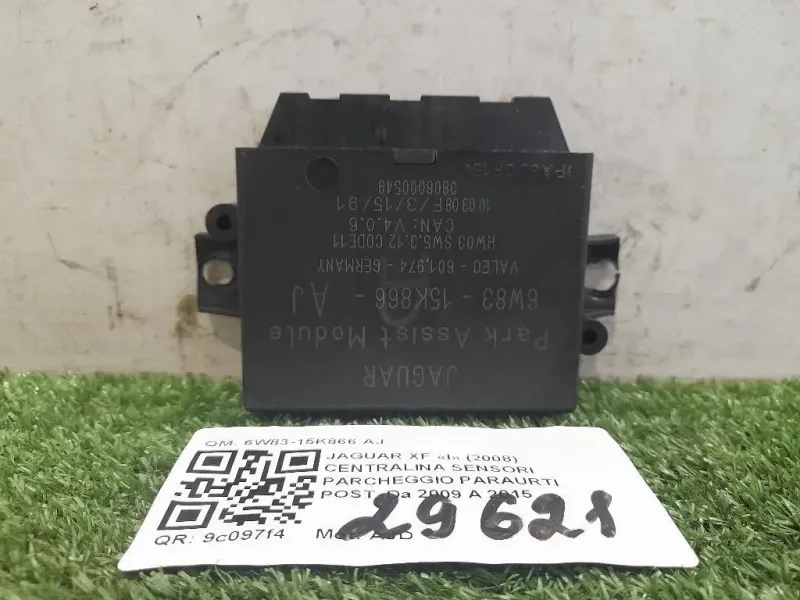 JAGUAR
Park Assist Module
6W83 - 15K866 - AJ
VALEO - 601.974 - GERMANY
HW03 SW5.3.12 CODE11
CAN: V4.0.6
10.03.08F/3/15/91
0806000549
6W83-15K866 AJ
JAGUAR XF «I» (2008)
CENTRALINA SENSORI
PARCHEGGIO PARAURTI
POST. Da 2009 A 2015
29621
QR: 9c097f4